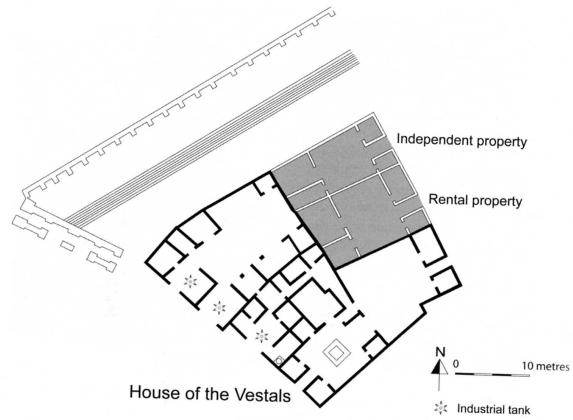 Independent property
Rental property
House of the Vestals
N
0 10 metres
Industrial tank